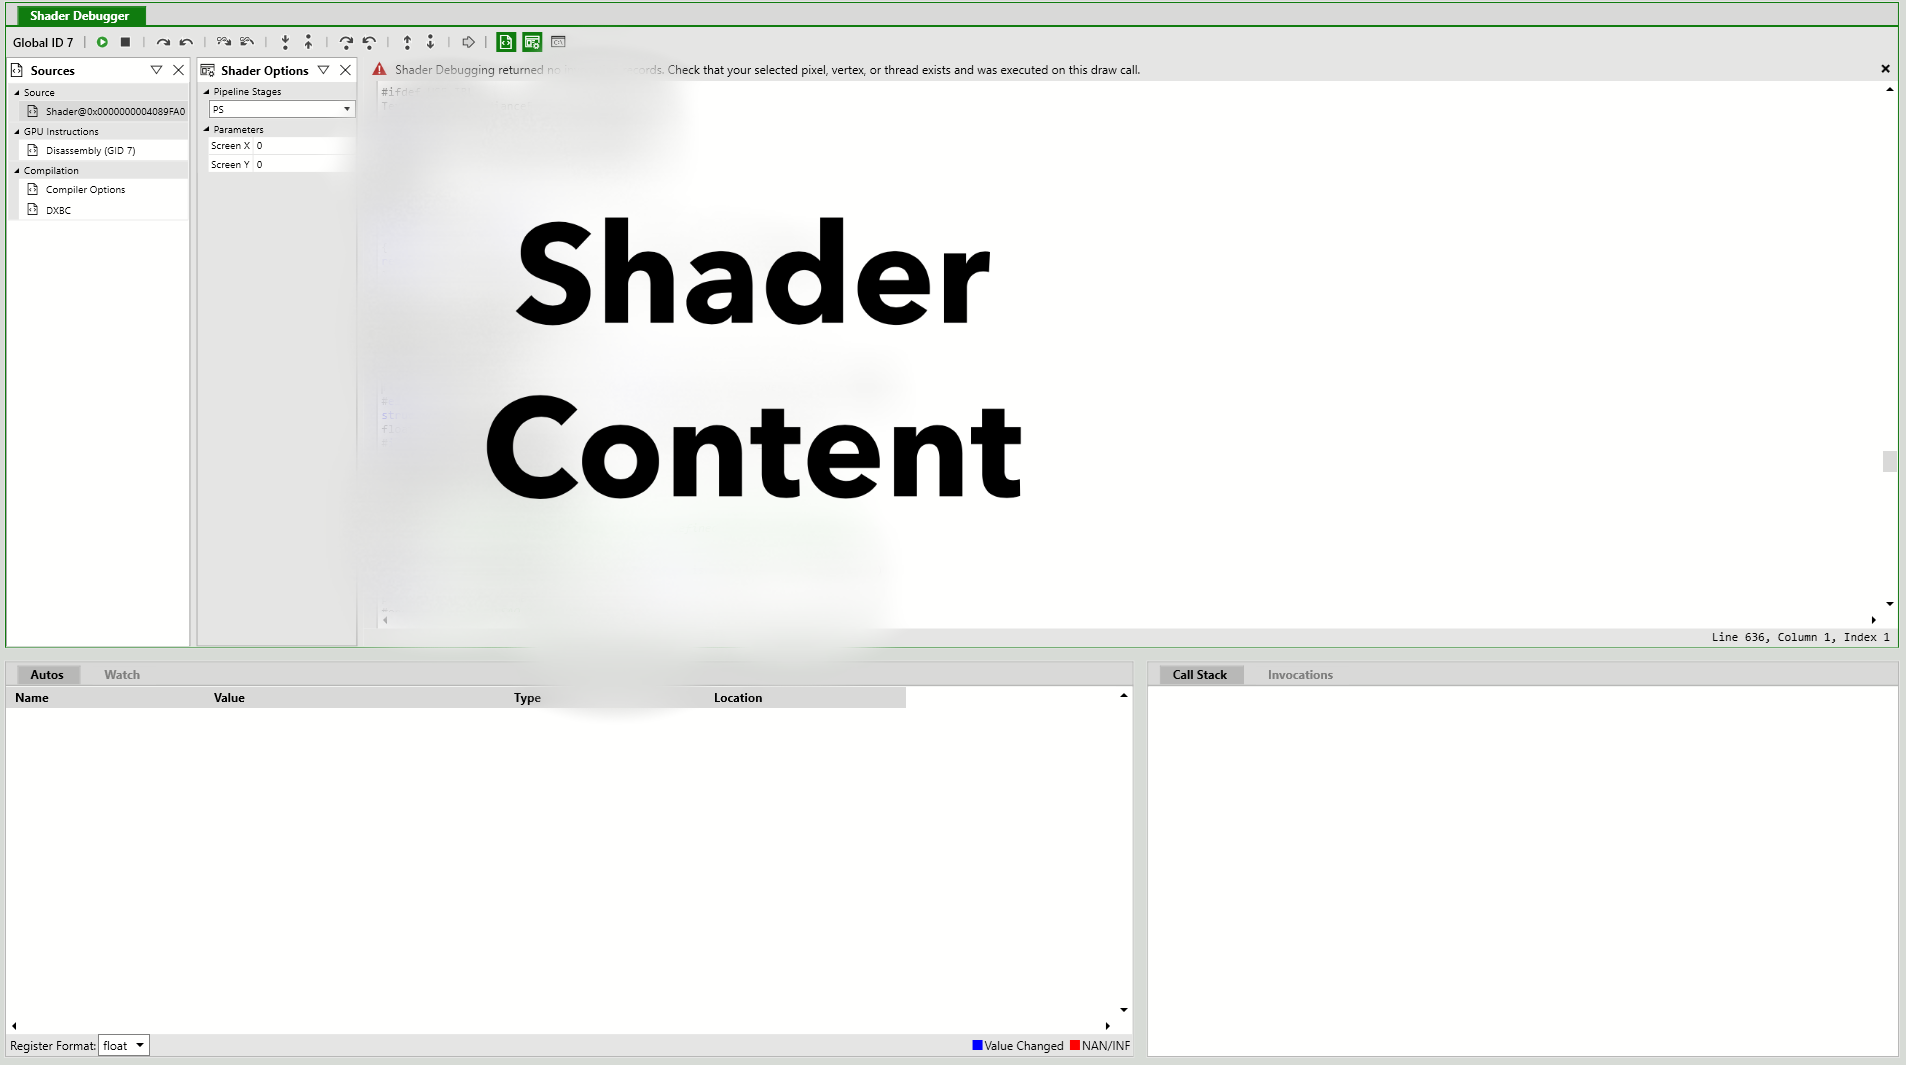 Shader Debugger
Global ID 7
Sources
Source
Shader@0x0000000004089FA0
GPU Instructions
Disassembly (GID 7)
Compilation
Compiler Options
DXBC
Shader Options
Pipeline Stages
PS
Parameters
Screen X 0
Screen Y 0
Shader Debugging returned no
. Check that your selected pixel, vertex, or thread exists and was executed on this draw call.
#ifdef
Shader
Content
Line 636, Column 1, Index 1
Autos Watch
Name Value Type Location
Register Format: float
Value Changed NAN/INF
Call Stack Invocations